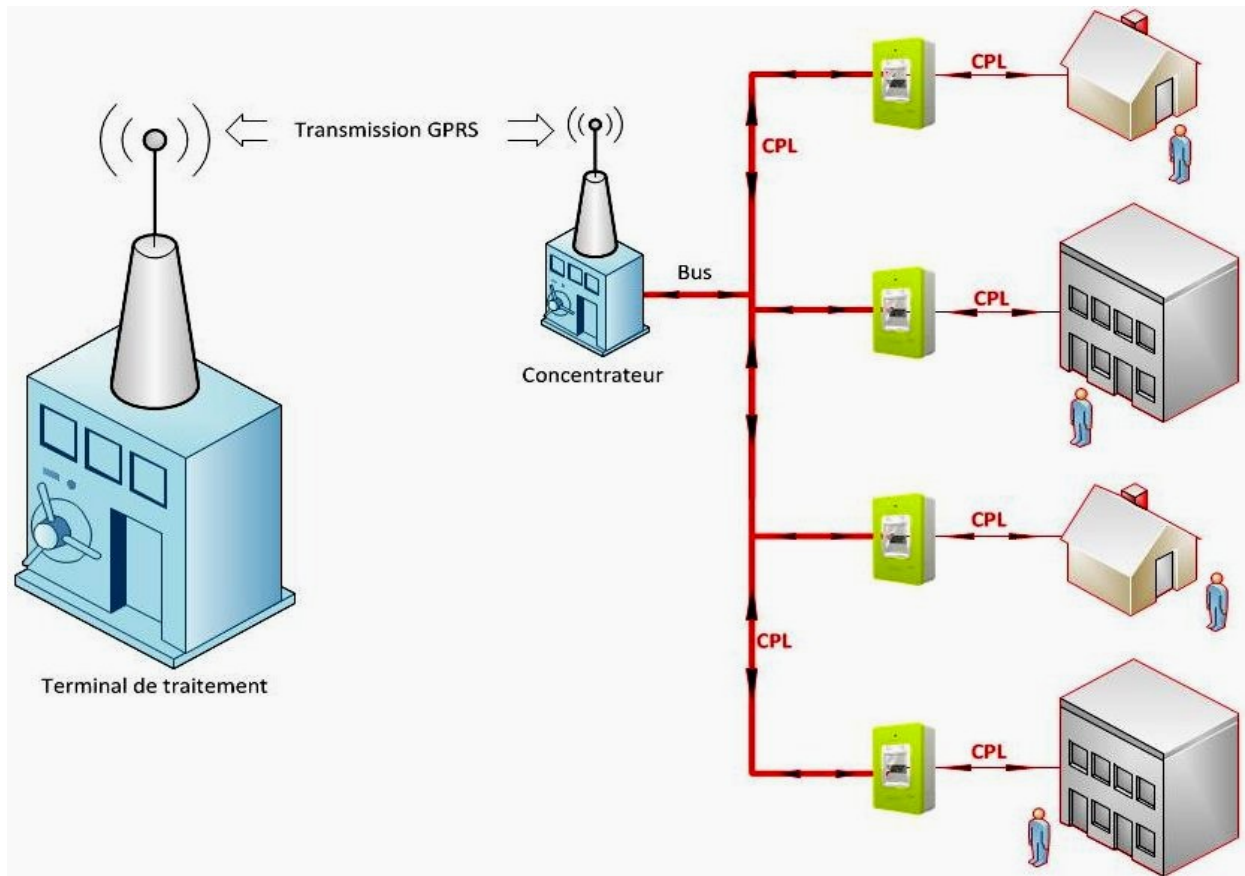 Transmission GPRS
CPL
CPL
Bus
CPL
Concentrateur
CPL
CPL
Terminal de traitement
CPL